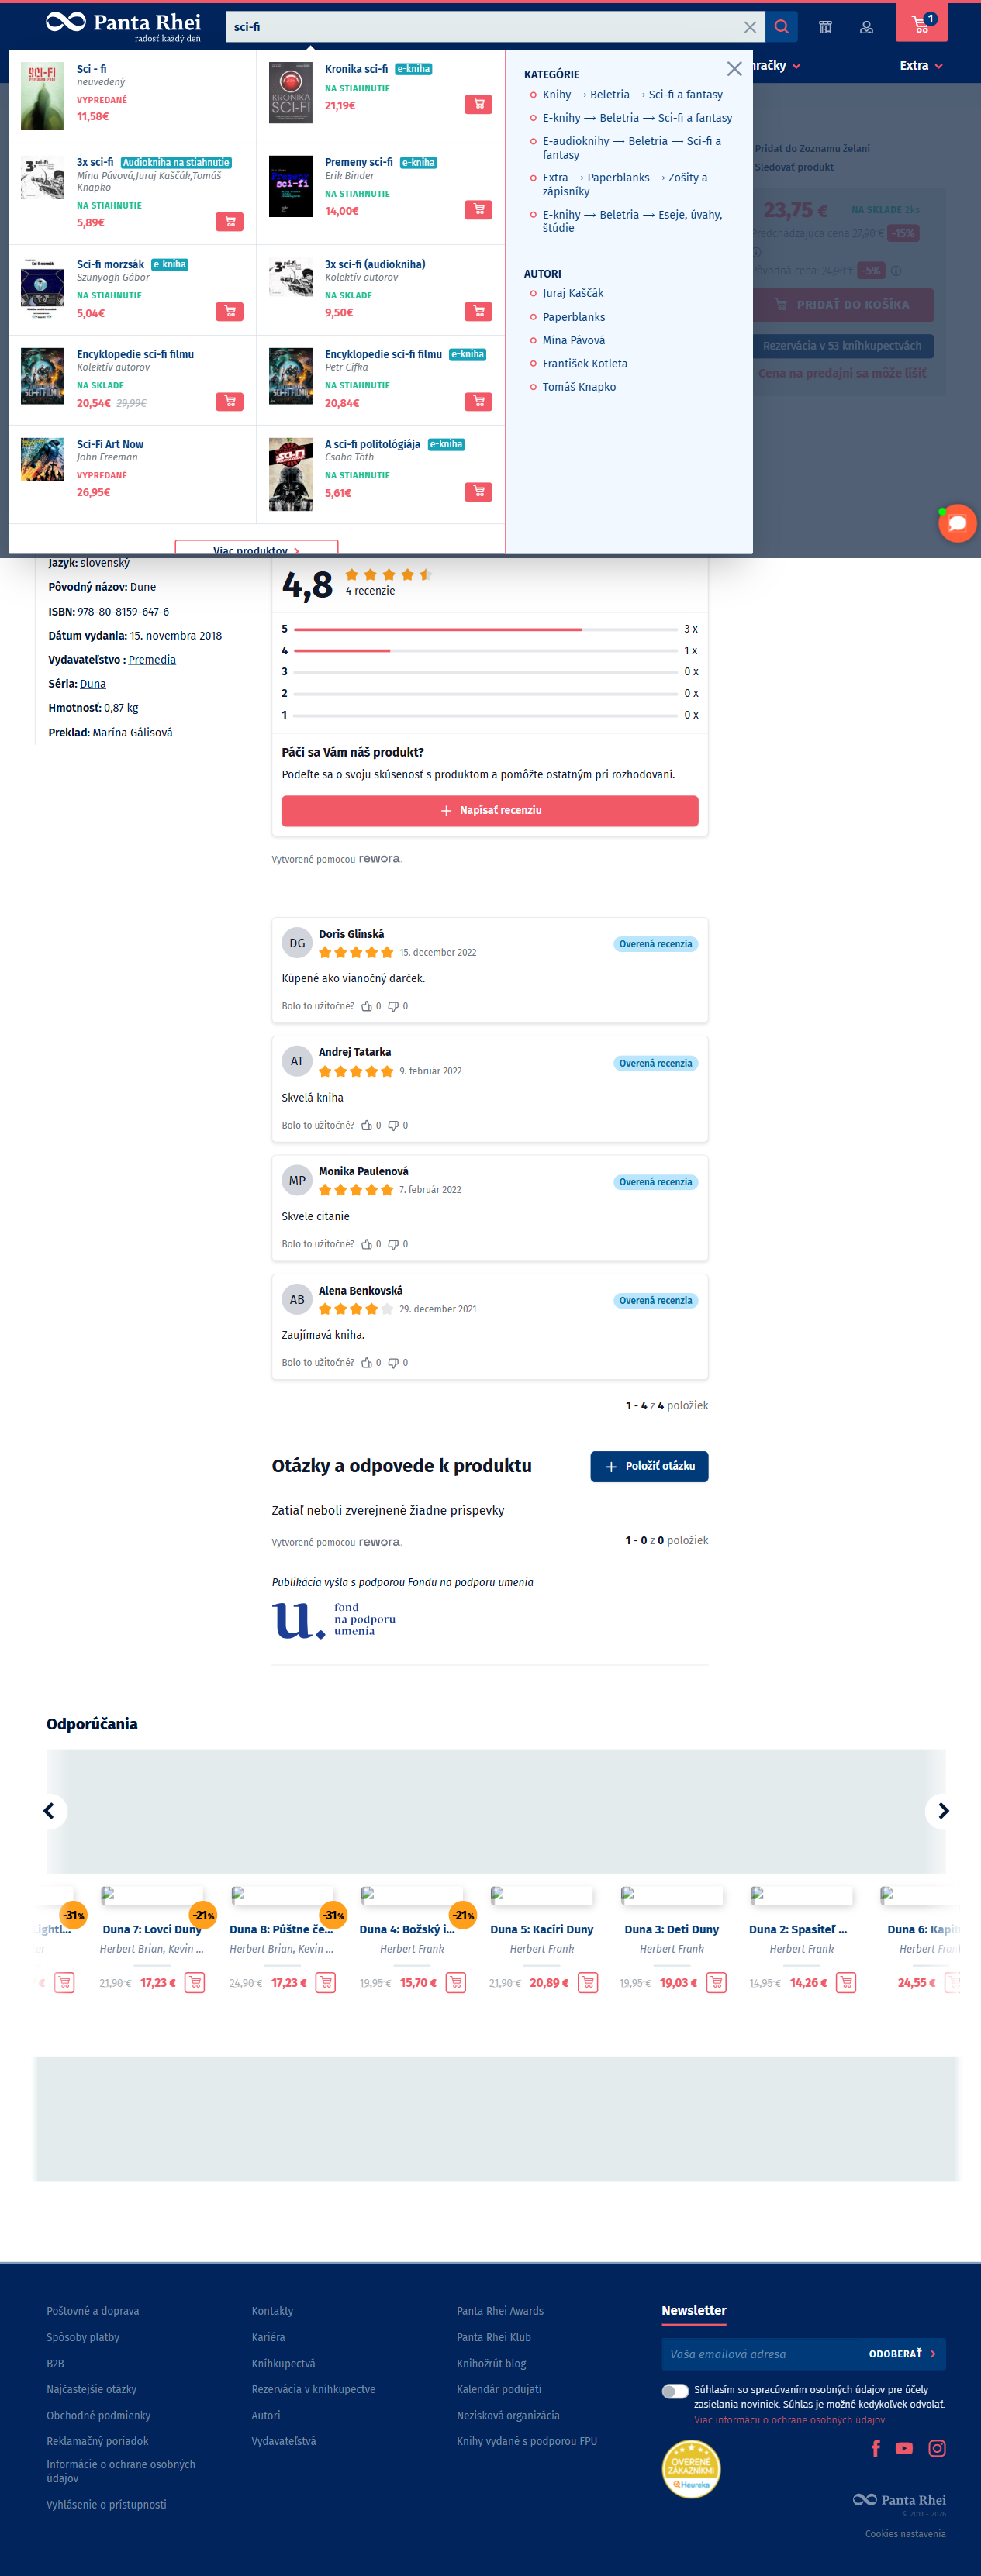 Panta Rhei
radosť každý deň
sci-fi
1
hračky
Extra
Sci - fi
neuvedený
VYPREDANÉ
11,58€
Kronika sci-fi e-kniha
NA STIAHNUTIE
21,19€
3x sci-fi Audiokniha na stiahnutie
Mína Pávová,Juraj Kaščák,Tomáš
Knapko
NA STIAHNUTIE
5,89€
Premeny sci-fi e-kniha
Erik Binder
NA STIAHNUTIE
14,00€
Sci-fi morzsák e-kniha
Szunyogh Gábor
NA STIAHNUTIE
5,04€
3x sci-fi (audiokniha)
Kolektív autorov
NA SKLADE
9,50€
Encyklopedie sci-fi filmu
Kolektív autorov
NA SKLADE
20,54€ 29,99€
Encyklopedie sci-fi filmu e-kniha
Petr Cífka
NA STIAHNUTIE
20,84€
Sci-Fi Art Now
John Freeman
VYPREDANÉ
26,95€
A sci-fi politológiája e-kniha
Csaba Tóth
NA STIAHNUTIE
5,61€
Viac produktov
KATEGÓRIE
Knihy ⟶ Beletria ⟶ Sci-fi a fantasy
E-knihy ⟶ Beletria ⟶ Sci-fi a fantasy
E-audioknihy ⟶ Beletria ⟶ Sci-fi a
fantasy
Extra ⟶ Paperblanks ⟶ Zošity a
zápisníky
E-knihy ⟶ Beletria ⟶ Eseje, úvahy,
štúdie
AUTORI
Juraj Kaščák
Paperblanks
Mína Pávová
František Kotleta
Tomáš Knapko
Pridať do Zoznamu želaní
Sledovať produkt
23,75 €
NA SKLADE 2ks
Predchádzajúca cena 27,90 € -15%
Pôvodná cena: 24,90 € -5%
PRIDAŤ DO KOŠÍKA
Rezervácia v 53 kníhkupectvách
Cena na predajni sa môže líšiť
Jazyk: slovenský
Pôvodný názov: Dune
ISBN: 978-80-8159-647-6
Dátum vydania: 15. novembra 2018
Vydavateľstvo : Premedia
Séria: Duna
Hmotnosť: 0,87 kg
Preklad: Marína Gálisová
4,8
4 recenzie
5 3 x
4 1 x
3 0 x
2 0 x
1 0 x
Páči sa Vám náš produkt?
Podeľte sa o svoju skúsenosť s produktom a pomôžte ostatným pri rozhodovaní.
Napísať recenziu
Vytvorené pomocou rewora.
DG
Doris Glinská
15. december 2022
Overená recenzia
Kúpené ako vianočný darček.
Bolo to užitočné? 0 0
AT
Andrej Tatarka
9. február 2022
Overená recenzia
Skvelá kniha
Bolo to užitočné? 0 0
MP
Monika Paulenová
7. február 2022
Overená recenzia
Skvele citanie
Bolo to užitočné? 0 0
AB
Alena Benkovská
29. december 2021
Overená recenzia
Zaujímavá kniha.
Bolo to užitočné? 0 0
1 - 4 z 4 položiek
Otázky a odpovede k produktu
Položiť otázku
Zatiaľ neboli zverejnené žiadne príspevky
Vytvorené pomocou rewora.
1 - 0 z 0 položiek
Publikácia vyšla s podporou Fondu na podporu umenia
u.
fond
na podporu
umenia
Odporúčania
-31% -21% -31% -21%
Duna 7: Lovci Duny
Herbert Brian, Kevin ...
21,90 € 17,23 €
Duna 8: Púštne če...
Herbert Brian, Kevin ...
24,90 € 17,23 €
Duna 4: Božský i...
Herbert Frank
19,95 € 15,70 €
Duna 5: Kacíri Duny
Herbert Frank
21,90 € 20,89 €
Duna 3: Deti Duny
Herbert Frank
19,95 € 19,03 €
Duna 2: Spasiteľ ...
Herbert Frank
14,95 € 14,26 €
Duna 6: Kapit
Herbert Frank
24,55 €
Poštovné a doprava
Spôsoby platby
B2B
Najčastejšie otázky
Obchodné podmienky
Reklamačný poriadok
Informácie o ochrane osobných
údajov
Vyhlásenie o prístupnosti
Kontakty
Kariéra
Kníhkupectvá
Rezervácia v kníhkupectve
Autori
Vydavateľstvá
Panta Rhei Awards
Panta Rhei Klub
Knihožrút blog
Kalendár podujatí
Nezisková organizácia
Knihy vydané s podporou FPU
Newsletter
Vaša emailová adresa ODOBERAŤ
Súhlasím so spracúvaním osobných údajov pre účely
zasielania noviniek. Súhlas je možné kedykoľvek odvolať.
Viac informácií o ochrane osobných údajov.
OVERENÉ
ZÁKAZNÍKMI
Heureka
Panta Rhei
© 2011 - 2026
Cookies nastavenia